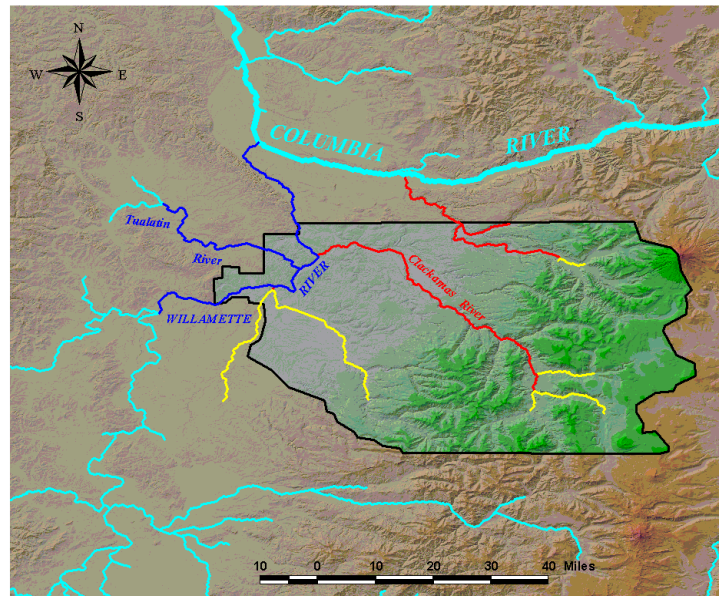 N
W E
S
COLUMBIA RIVER
Tualatin
River
Clackamas River
RIVER
WILLAMETTE
10 0 10 20 30 40 Miles